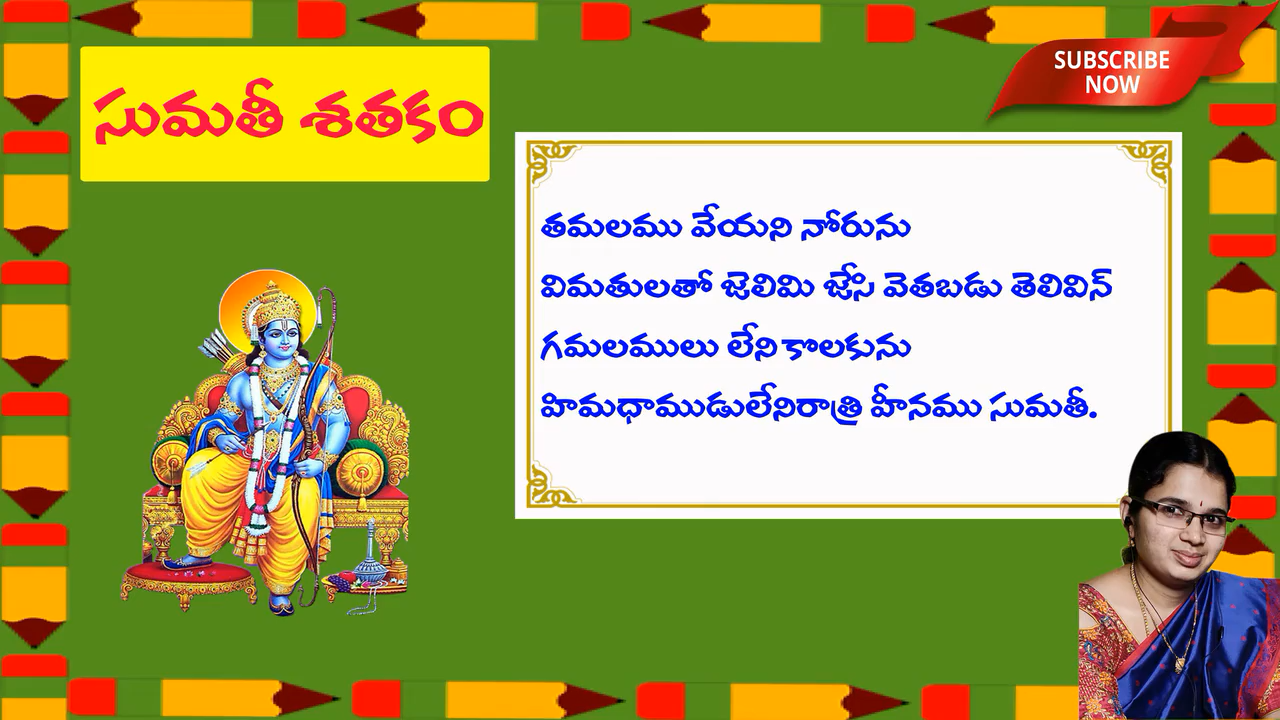 సుమతీ శతకం
SUBSCRIBE
NOW
తమలము వేయని నోరును
విమతులతో జెలిమి జేసి వెతబడు తెలివిన్
గమలములు లేని కొలకును
హిమధాముడులేనిరాత్రి హీనము సుమతీ.